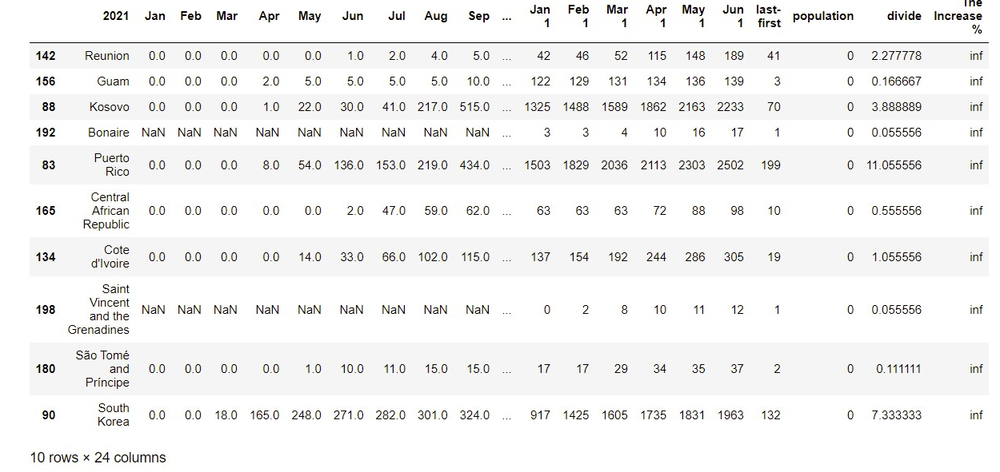 2021 Jan Feb Mar Apr May Jun Jul Aug Sep ... Jan 1 Feb 1 Mar 1 Apr 1 May 1 Jun 1 last-first population divide The Increase %
142 Reunion 0.0 0.0 0.0 0.0 0.0 1.0 2.0 4.0 5.0 ... 42 46 52 115 148 189 41 0 2.277778 inf
156 Guam 0.0 0.0 0.0 2.0 5.0 5.0 5.0 5.0 10.0 ... 122 129 131 134 136 139 3 0 0.166667 inf
88 Kosovo 0.0 0.0 0.0 1.0 22.0 30.0 41.0 217.0 515.0 ... 1325 1488 1589 1862 2163 2233 70 0 3.888889 inf
192 Bonaire NaN NaN NaN NaN NaN NaN NaN NaN NaN ... 3 3 4 10 16 17 1 0 0.055556 inf
83 Puerto Rico 0.0 0.0 0.0 8.0 54.0 136.0 153.0 219.0 434.0 ... 1503 1829 2036 2113 2303 2502 199 0 11.055556 inf
165 Central African Republic 0.0 0.0 0.0 0.0 0.0 2.0 47.0 59.0 62.0 ... 63 63 63 72 88 98 10 0 0.555556 inf
134 Cote d'Ivoire 0.0 0.0 0.0 0.0 14.0 33.0 66.0 102.0 115.0 ... 137 154 192 244 286 305 19 0 1.055556 inf
198 Saint Vincent and the Grenadines NaN NaN NaN NaN NaN NaN NaN NaN NaN ... 0 2 8 10 11 12 1 0 0.055556 inf
180 São Tomé and Príncipe 0.0 0.0 0.0 0.0 1.0 10.0 11.0 15.0 15.0 ... 17 17 29 34 35 37 2 0 0.111111 inf
90 South Korea 0.0 0.0 18.0 165.0 248.0 271.0 282.0 301.0 324.0 ... 917 1425 1605 1735 1831 1963 132 0 7.333333 inf
10 rows × 24 columns